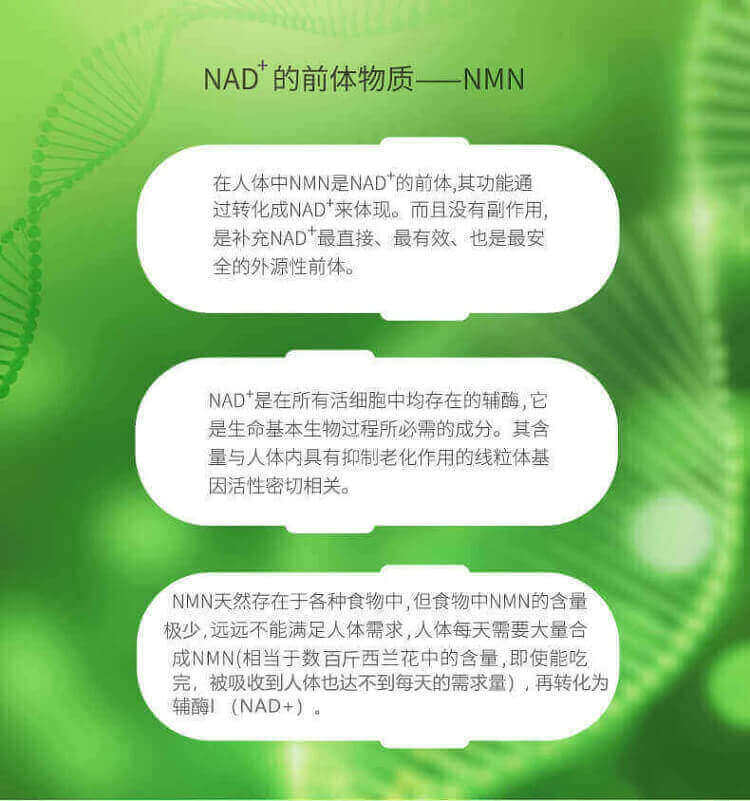 NAD⁺的前体物质——NMN
在人体中NMN是NAD⁺的前体,其功能通
过转化成NAD⁺来体现。而且没有副作用,
是补充NAD⁺最直接、最有效、也是最安
全的外源性前体。
NAD⁺是在所有活细胞中均存在的辅酶,它
是生命基本生物过程所必需的成分。其含
量与人体内具有抑制老化作用的线粒体基
因活性密切相关。
NMN天然存在于各种食物中,但食物中NMN的含量
极少,远远不能满足人体需求,人体每天需要大量合
成NMN(相当于数百斤西兰花中的含量,即使能吃
完，被吸收到人体也达不到每天的需求量）,再转化为
辅酶Ⅰ（NAD+）。